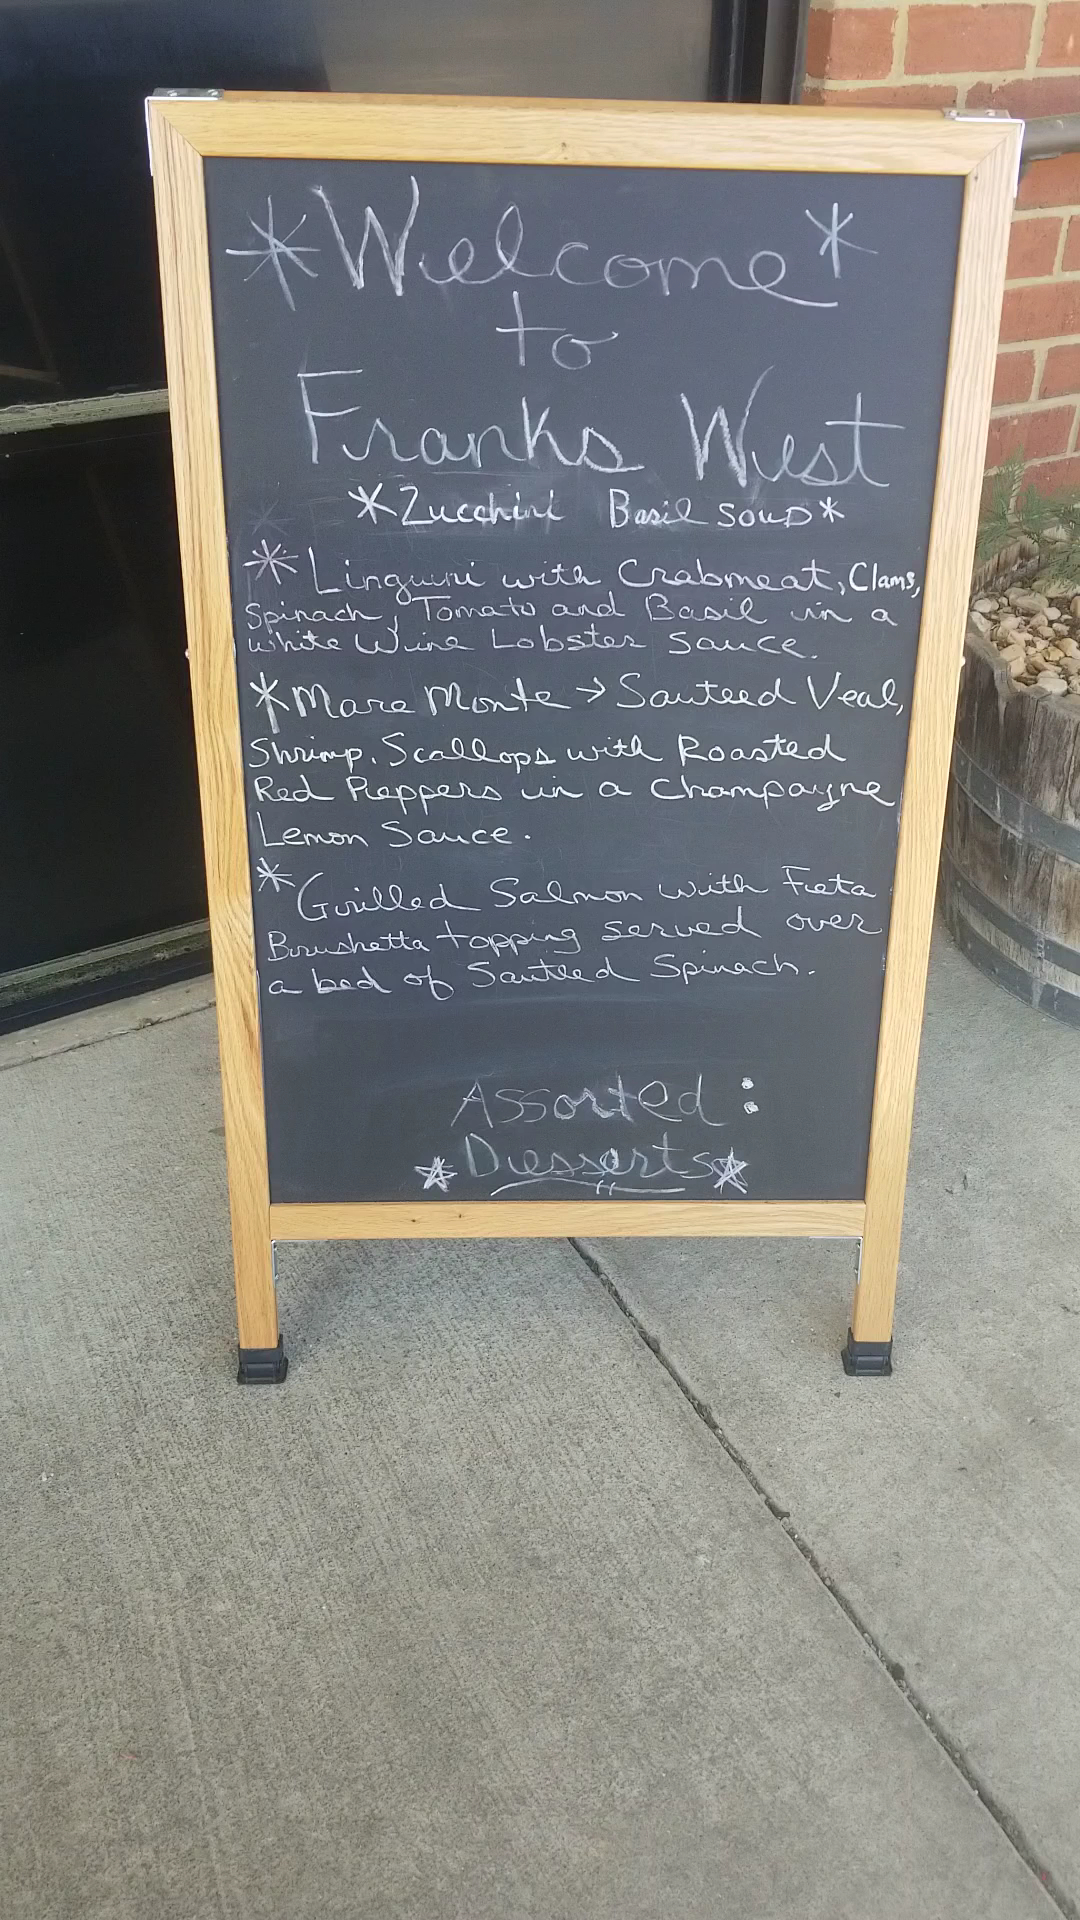 *Welcome*
to
Franks West
*Zucchini Basil Soup*
* Linguini with Crabmeat, Clams,
Spinach, Tomato and Basil in a
white Wine Lobster Sauce.
*Mare Monte → Sauteed Veal,
Shrimp, Scallops with Roasted
Red Peppers in a Champagne
Lemon Sauce.
*Grilled Salmon with Feta
Brushetta topping served over
a bed of Sauteed Spinach.
Assorted:
☆Desserts☆